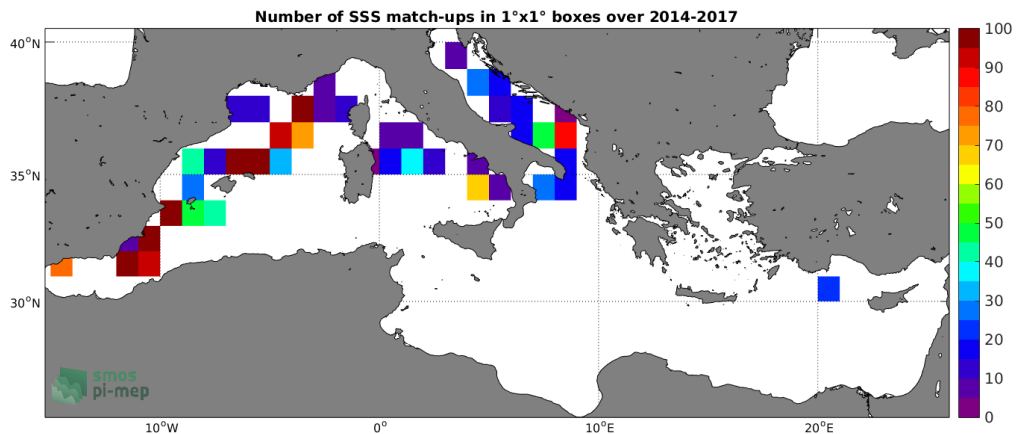 Number of SSS match-ups in 1°x1° boxes over 2014-2017
40°N
35°N
30°N
10°W
0°
10°E
20°E
100
90
80
70
60
50
40
30
20
10
0
smos
pi-mep